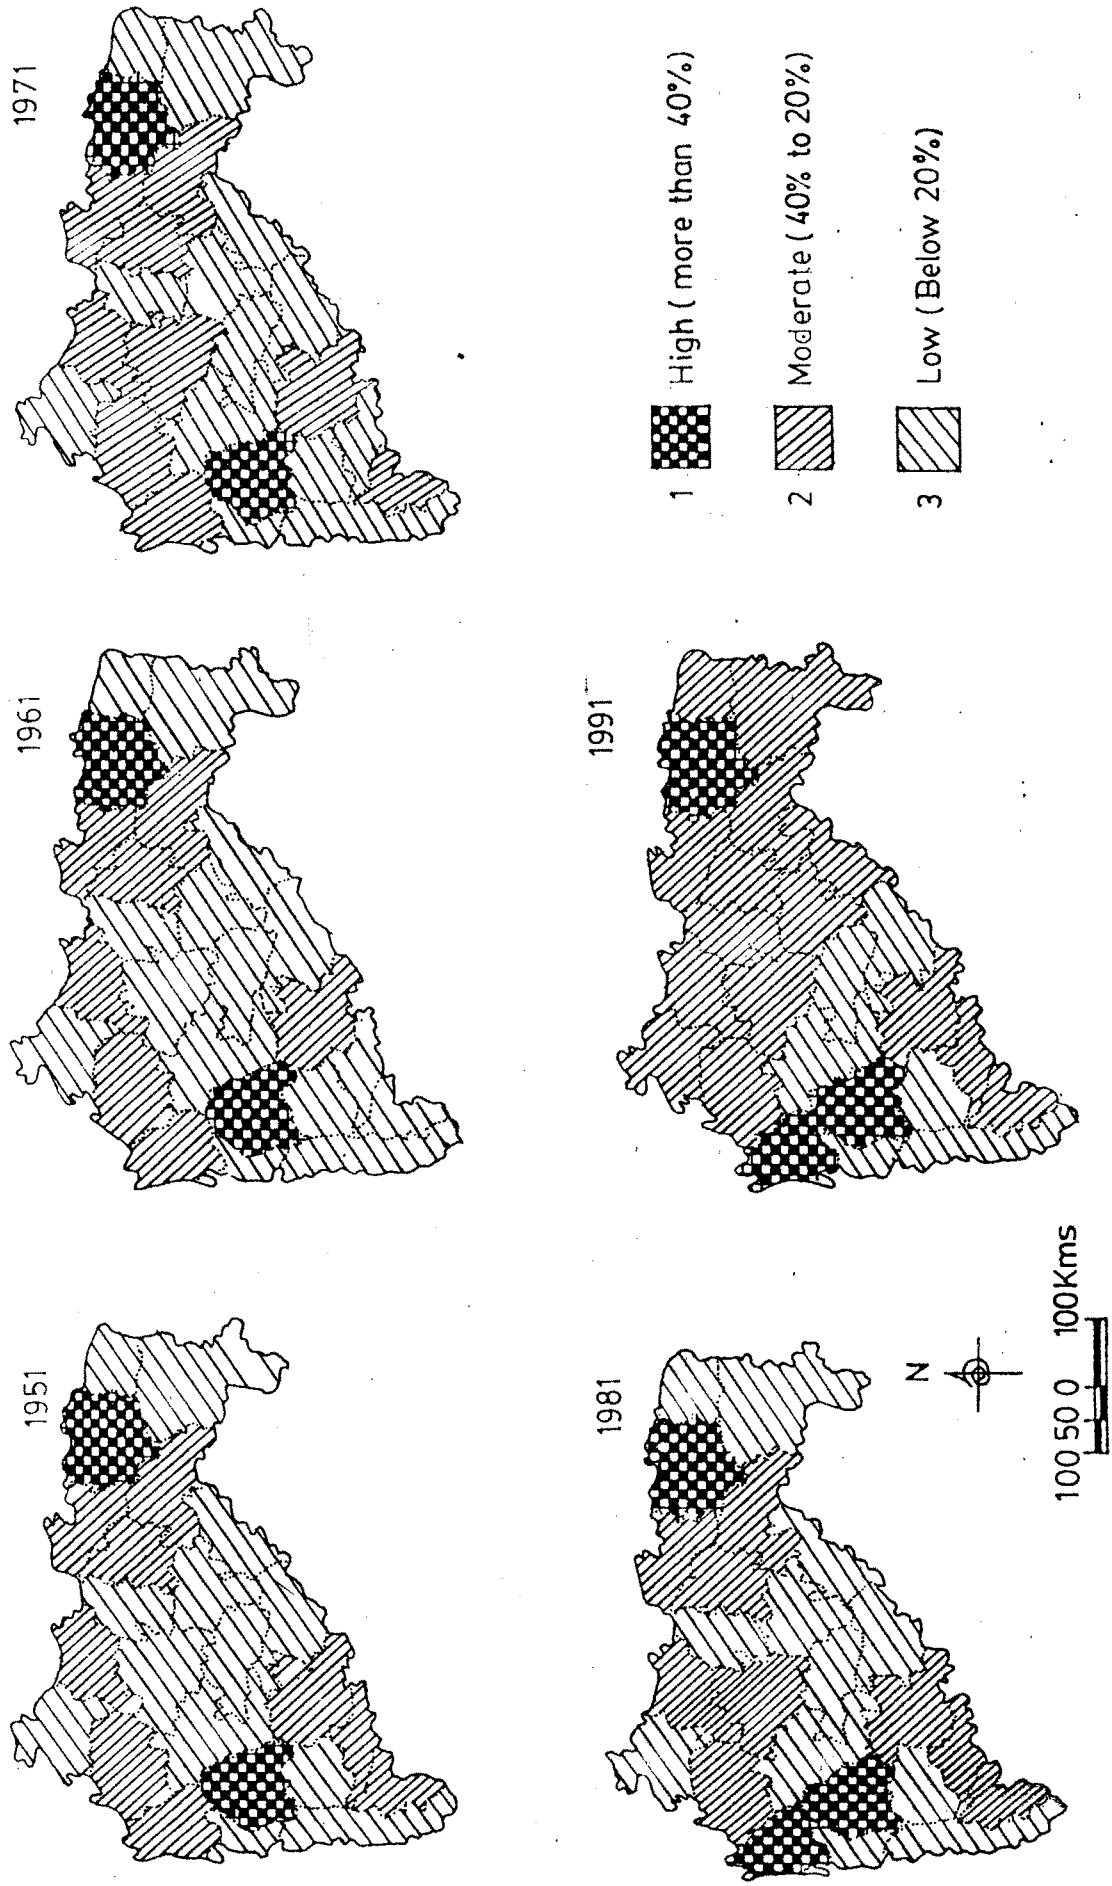 1951
1961
1971
1981
1991
1 High ( more than 40%)
2 Moderate ( 40% to 20%)
3 Low ( Below 20%)
N
100 50 0 100Kms